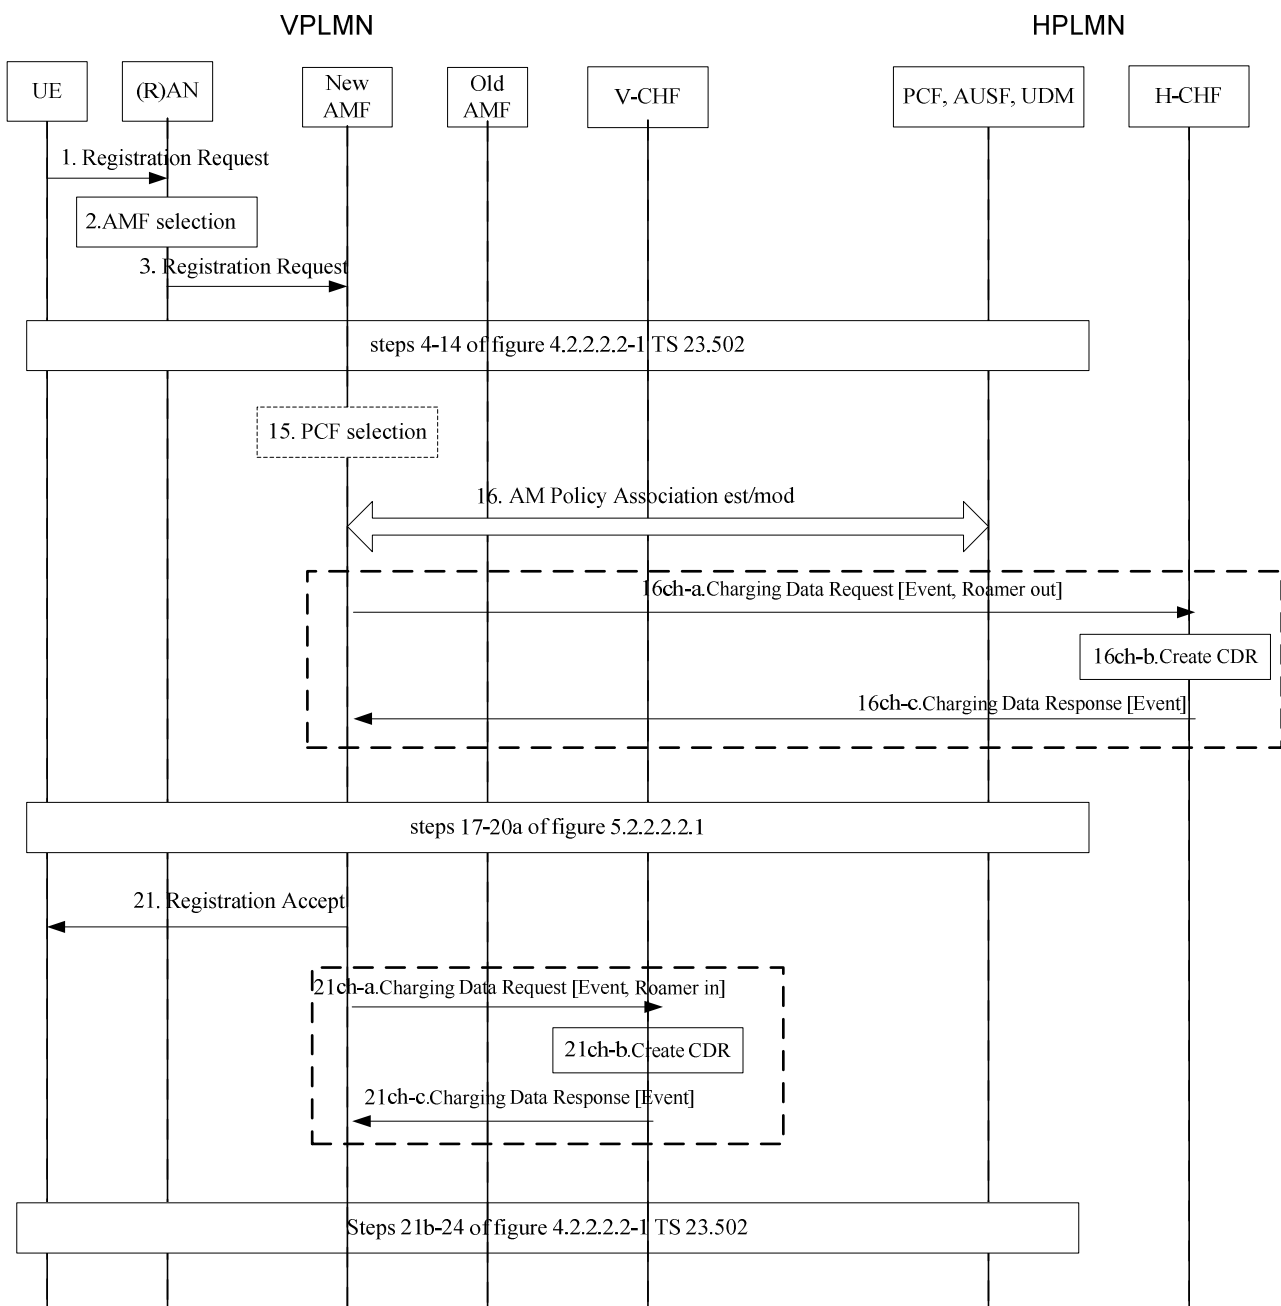 VPLMN
HPLMN
UE
(R)AN
New
AMF
Old
AMF
V-CHF
PCF, AUSF, UDM
H-CHF
1. Registration Request
2.AMF selection
3. Registration Request
steps 4-14 of figure 4.2.2.2.2-1 TS 23.502
15. PCF selection
16. AM Policy Association est/mod
16ch-a.Charging Data Request [Event, Roamer out]
16ch-b.Create CDR
16ch-c.Charging Data Response [Event]
steps 17-20a of figure 5.2.2.2.2.1
21. Registration Accept
21ch-a.Charging Data Request [Event, Roamer in]
21ch-b.Create CDR
21ch-c.Charging Data Response [Event]
Steps 21b-24 of figure 4.2.2.2.2-1 TS 23.502